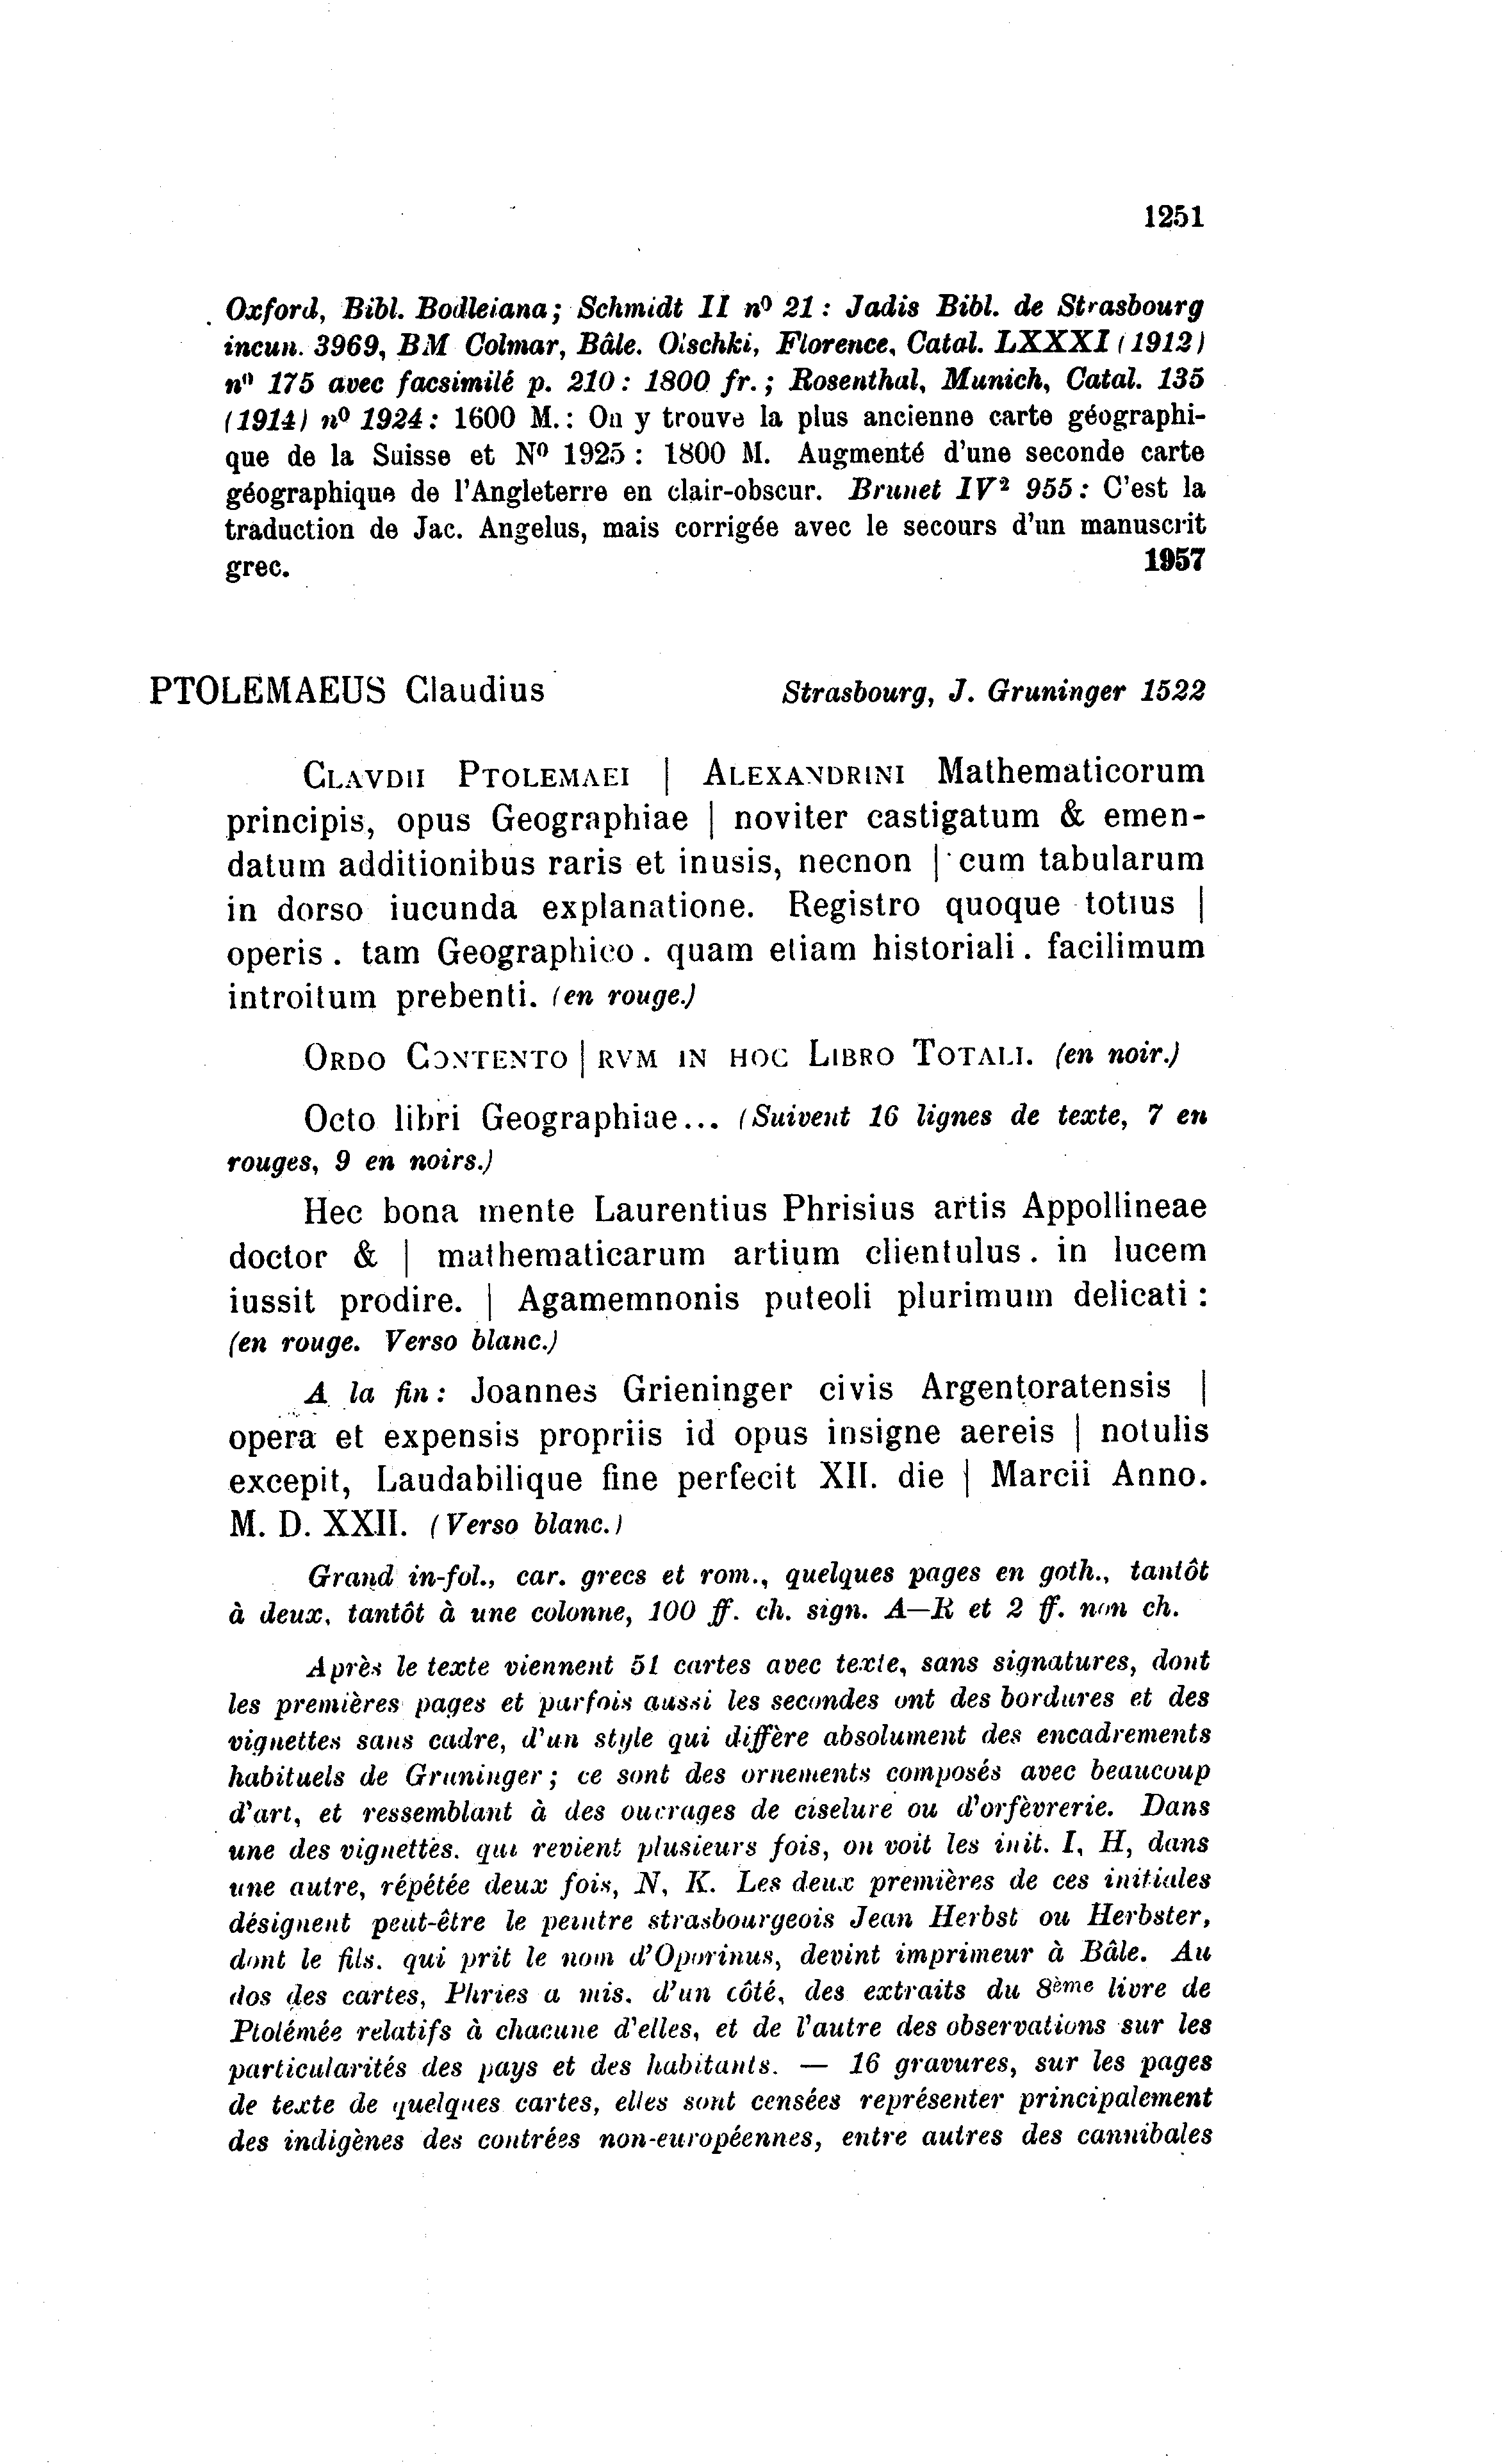 1251
Oxford, Bibl. Bodleiana; Schmidt II nº 21: Jadis Bibl. de Strasbourg
incun. 3969, BM Colmar, Bâle. Olschki, Florence, Catal. LXXXI (1912)
nº 175 avec facsimilé p. 210: 1800 fr.; Rosenthal, Munich, Catal. 135
(1914) nº 1924: 1600 M.: On y trouve la plus ancienne carte géographi-
que de la Suisse et Nº 1925: 1800 M. Augmenté d'une seconde carte
géographique de l'Angleterre en clair-obscur. Brunet IV² 955: C'est la
traduction de Jac. Angelus, mais corrigée avec le secours d'un manuscrit
grec. 1957
PTOLEMAEUS Claudius Strasbourg, J. Gruninger 1522
CLAVDII PTOLEMAEI | ALEXANDRINI Mathematicorum
principis, opus Geographiae | noviter castigatum & emen-
datum additionibus raris et inusis, necnon | cum tabularum
in dorso iucunda explanatione. Registro quoque totius |
operis. tam Geographico. quam etiam historiali. facilimum
introitum prebenti. (en rouge.)
ORDO CONTENTO | RVM IN HOC LIBRO TOTALI. (en noir.)
Octo libri Geographiae... (Suivent 16 lignes de texte, 7 en
rouges, 9 en noirs.)
Hec bona mente Laurentius Phrisius artis Appollineae
doctor & | mathematicarum artium clientulus. in lucem
iussit prodire. | Agamemnonis puteoli plurimum delicati:
(en rouge. Verso blanc.)
A la fin: Joannes Grieninger civis Argentoratensis |
opera et expensis propriis id opus insigne aereis | notulis
excepit, Laudabilique fine perfecit XII. die | Marcii Anno.
M. D. XXII. (Verso blanc.)
Grand in-fol., car. grecs et rom., quelques pages en goth., tantôt
à deux, tantôt à une colonne, 100 ff. ch. sign. A—R et 2 ff. non ch.
Après le texte viennent 51 cartes avec texte, sans signatures, dont
les premières pages et parfois aussi les secondes ont des bordures et des
vignettes sans cadre, d'un style qui diffère absolument des encadrements
habituels de Gruninger; ce sont des ornements composés avec beaucoup
d'art, et ressemblant à des ouvrages de ciselure ou d'orfèvrerie. Dans
une des vignettes. qui revient plusieurs fois, on voit les init. I, H, dans
une autre, répétée deux fois, N, K. Les deux premières de ces initiales
désignent peut-être le peintre strasbourgeois Jean Herbst ou Herbster,
dont le fils. qui prit le nom d'Oporinus, devint imprimeur à Bâle. Au
dos des cartes, Phries a mis. d'un côté, des extraits du 8ème livre de
Ptolémée relatifs à chacune d'elles, et de l'autre des observations sur les
particularités des pays et des habitants. — 16 gravures, sur les pages
de texte de quelques cartes, elles sont censées représenter principalement
des indigènes des contrées non-européennes, entre autres des cannibales